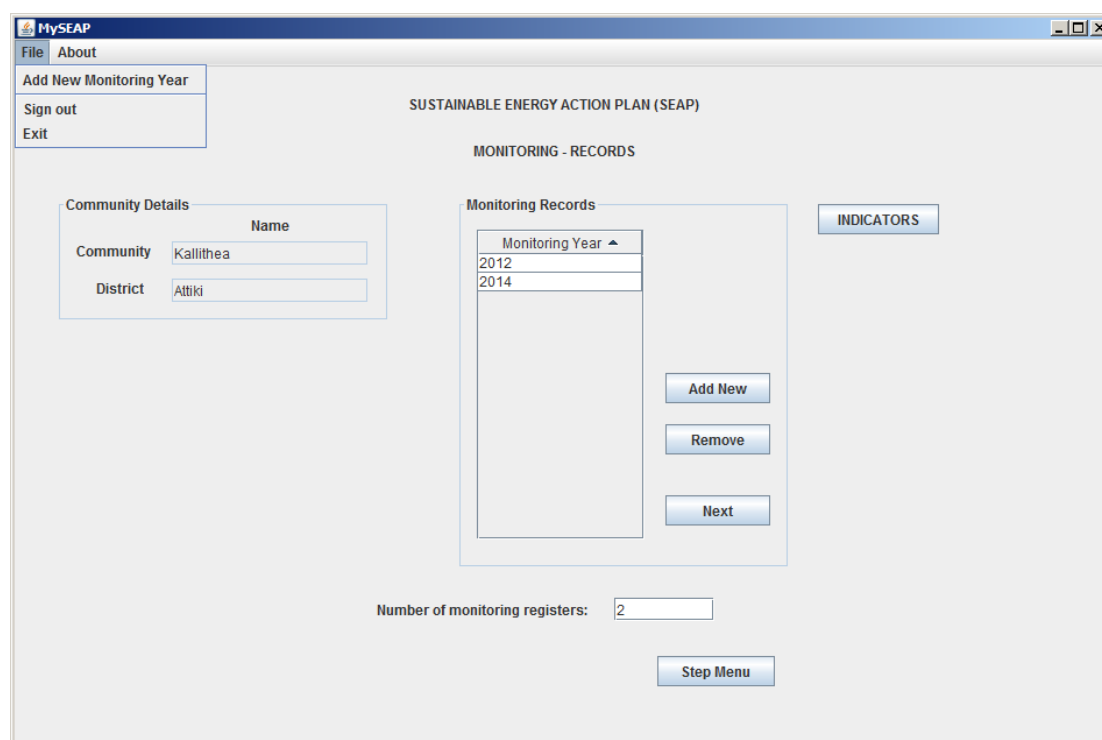 MySEAP
File About
Add New Monitoring Year
Sign out
Exit
SUSTAINABLE ENERGY ACTION PLAN (SEAP)
MONITORING - RECORDS
Community Details
Name
Community Kallithea
District Attiki
Monitoring Records
Monitoring Year
2012
2014
Add New
Remove
Next
INDICATORS
Number of monitoring registers: 2
Step Menu